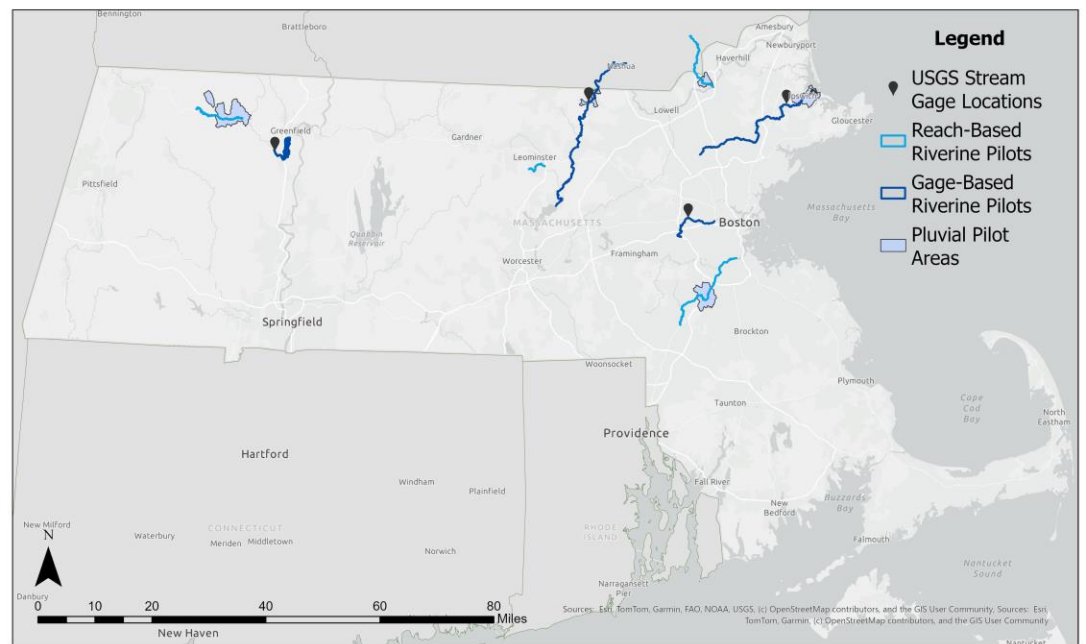 Bennington
Brattleboro
Amesbury
Newburyport
Haverhill
Nashua
Lowell
Gloucester
Greenfield
Gardner
Leominster
Pittsfield
MASSACHUSETTS
Quabbin
Reservoir
Boston
Massachusetts
Bay
Framingham
Worcester
Springfield
Brockton
Woonsocket
Plymouth
Taunton
Cape
Cod
Bay
North
Eastham
Providence
Hartford
Fall River
Windham
Plainfield
New
Bedford
Buzzards
Bay
New Milford
CONNECTICUT
RHODE
ISLAND
Waterbury
Meriden
Middletown
Norwich
Falmouth
Nantucket
Sound
N
Danbury
Narragansett
Pier
0 10 20 40 60 80
Miles
New Haven
Sources: Esri, TomTom, Garmin, FAO, NOAA, USGS, (c) OpenStreetMap contributors, and the GIS User Community, Sources: Esri,
TomTom, Garmin, (c) OpenStreetMap contributors, and the GIS User Community
Legend
USGS Stream
Gage Locations
Reach-Based
Riverine Pilots
Gage-Based
Riverine Pilots
Pluvial Pilot
Areas